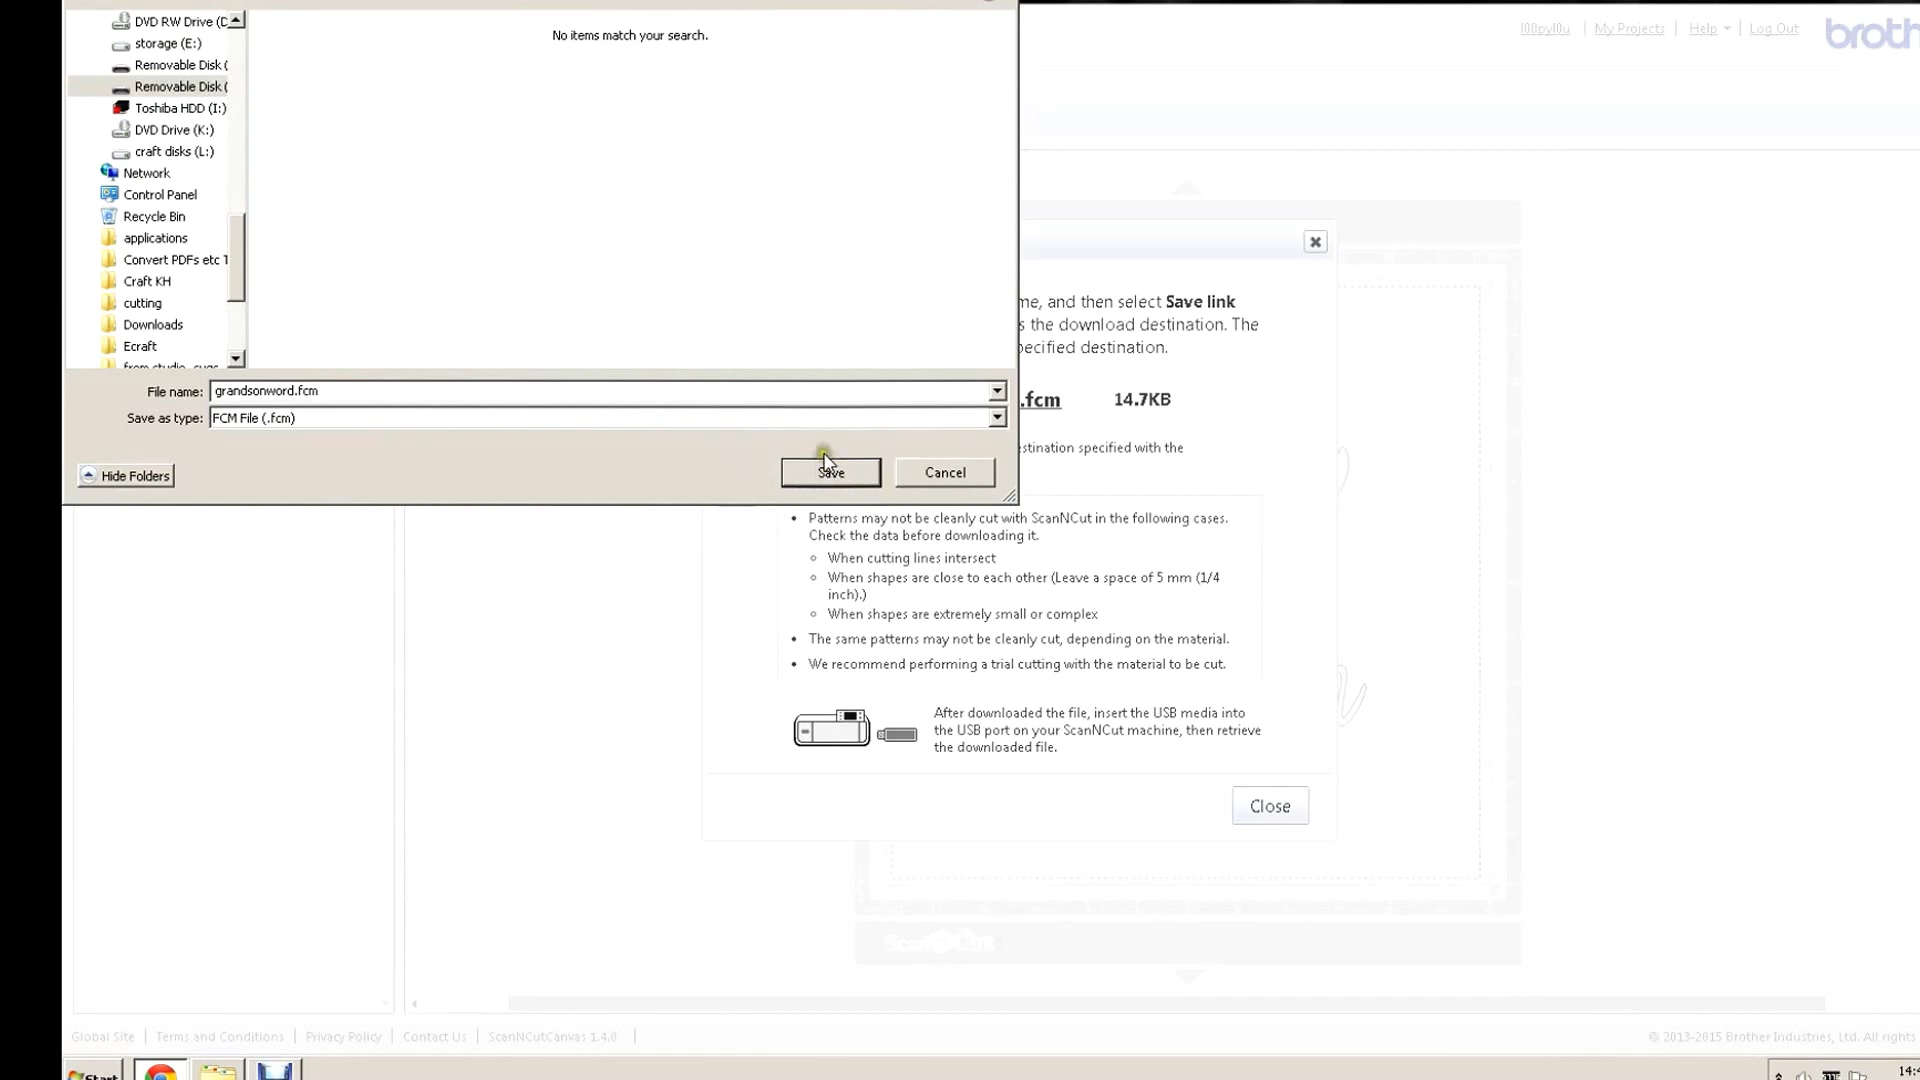 DVD RW Drive (D
storage (E:)
Removable Disk (
Removable Disk (
Toshiba HDD (I:)
DVD Drive (K:)
craft disks (L:)
Network
Control Panel
Recycle Bin
applications
Convert PDFs etc T
Craft KH
cutting
Downloads
Ecraft
No items match your search.
File name: grandsonword.fcm
Save as type: FCM File (.fcm)
Hide Folders
Save
Cancel
l00pyl0u | My Projects | Help | Log Out
broth
me, and then select Save link
s the download destination. The
pecified destination.
.fcm 14.7KB
estination specified with the
• Patterns may not be cleanly cut with ScanNCut in the following cases.
Check the data before downloading it.
◦ When cutting lines intersect
◦ When shapes are close to each other (Leave a space of 5 mm (1/4
inch).)
◦ When shapes are extremely small or complex
• The same patterns may not be cleanly cut, depending on the material.
• We recommend performing a trial cutting with the material to be cut.
After downloaded the file, insert the USB media into
the USB port on your ScanNCut machine, then retrieve
the downloaded file.
Close
ScanNCut
Global Site | Terms and Conditions | Privacy Policy | Contact Us | ScanNCutCanvas 1.4.0 |
© 2013-2015 Brother Industries, Ltd. All rights
Start
14:4